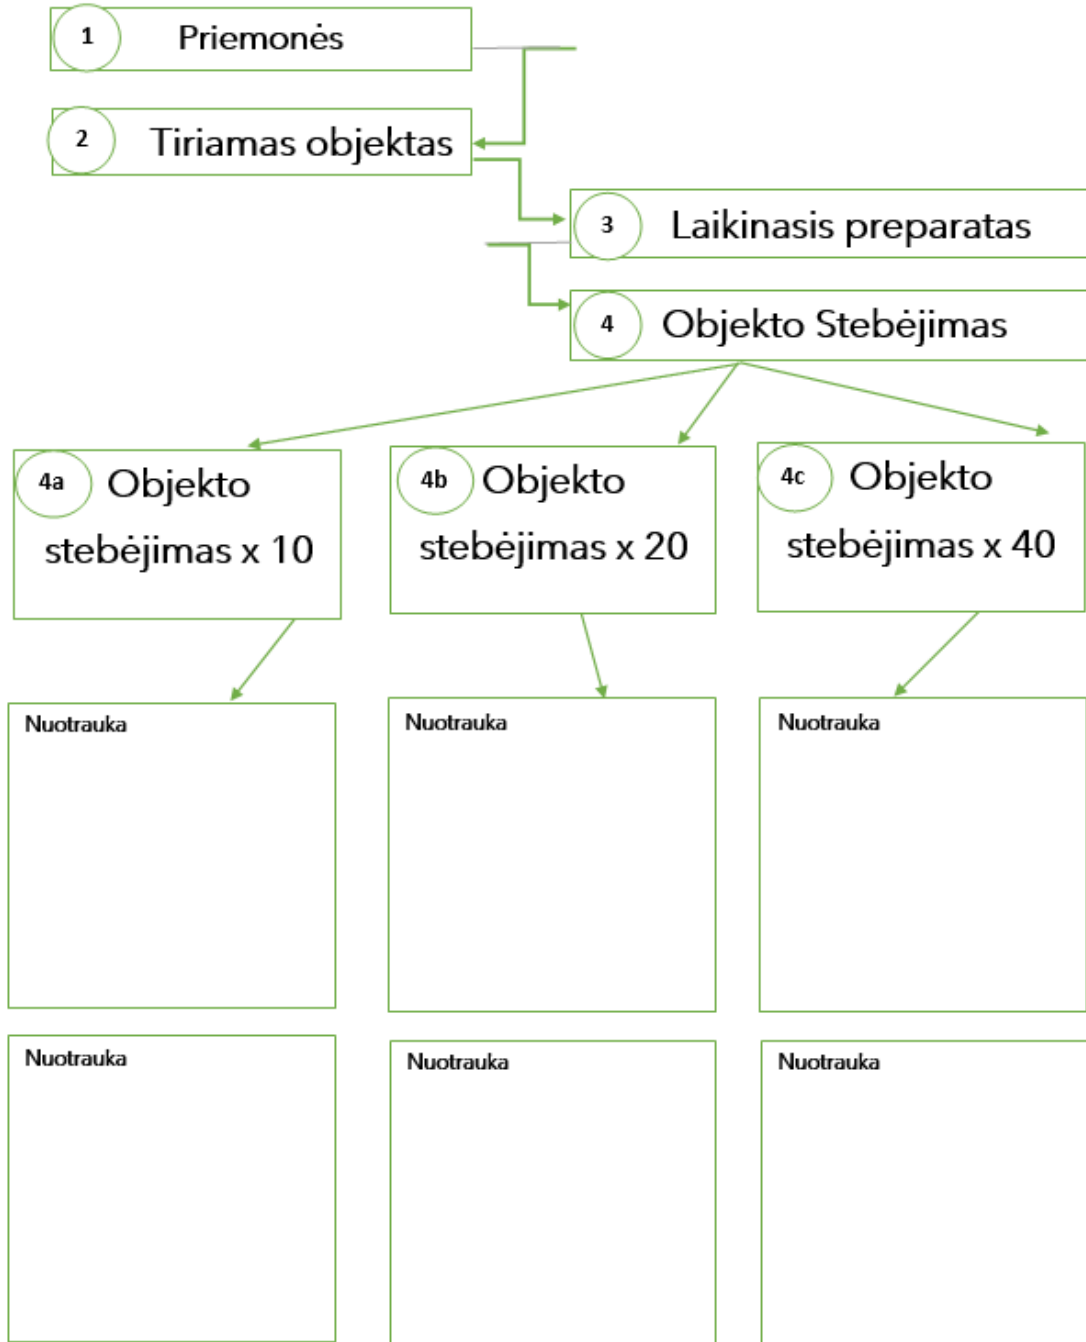 1 Priemonės
2 Tiriamas objektas
3 Laikinasis preparatas
4 Objekto Stebėjimas
4a Objekto
stebėjimas x 10
4b Objekto
stebėjimas x 20
4c Objekto
stebėjimas x 40
Nuotrauka
Nuotrauka
Nuotrauka
Nuotrauka
Nuotrauka
Nuotrauka